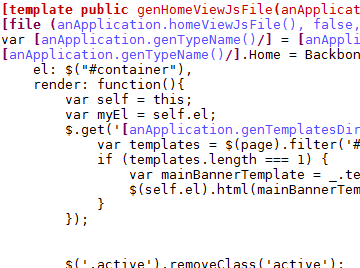 [template public genHomeViewJsFile(anApplicat
[file (anApplication.homeViewJsFile(), false,
var [anApplication.genTypeName()/] = [anAppli
[anApplication.genTypeName()/].Home = Backbon
    el: $("#container"),
    render: function(){
        var self = this;
        var myEl = self.el;
        $.get('[anApplication.genTemplatesDir
            var templates = $(page).filter('#
            if (templates.length === 1) {
                var mainBannerTemplate = _.te
                $(self.el).html(mainBannerTem
            }
        });

        $('.active').removeClass('active');